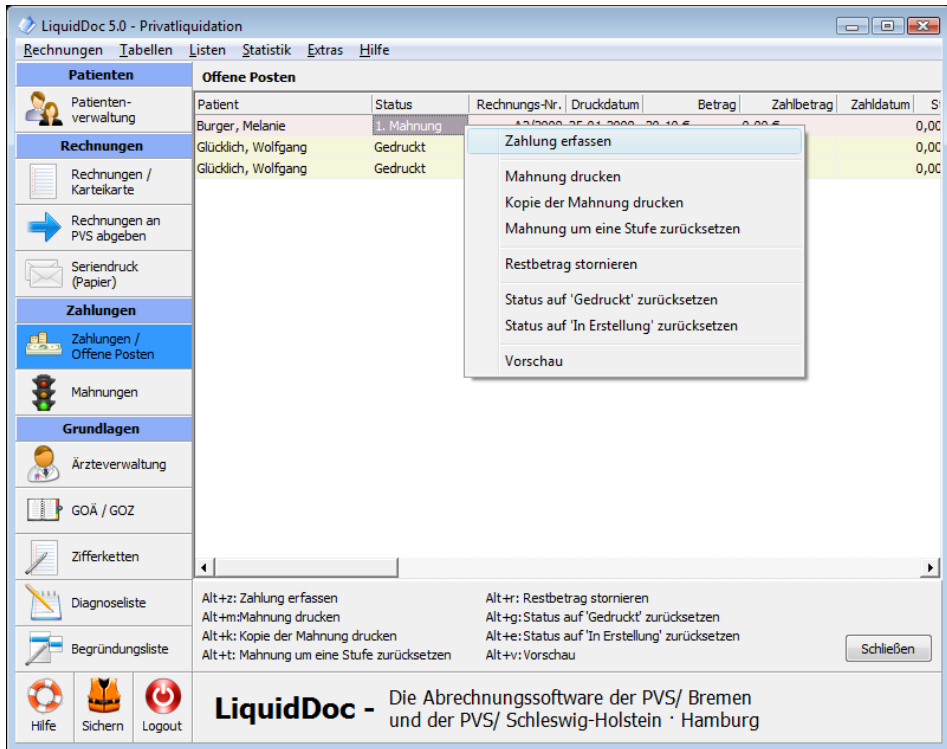 LiquidDoc 5.0 - Privatliquidation
Rechnungen Tabellen Listen Statistik Extras Hilfe
Patienten
Patienten-
verwaltung
Rechnungen
Rechnungen /
Karteikarte
Rechnungen an
PVS abgeben
Seriendruck
(Papier)
Zahlungen
Zahlungen /
Offene Posten
Mahnungen
Grundlagen
Ärzteverwaltung
GOÄ / GOZ
Zifferketten
Diagnoseliste
Begründungsliste
Hilfe Sichern Logout
Offene Posten
Patient Status Rechnungs-Nr. Druckdatum Betrag Zahlbetrag Zahldatum S
Burger, Melanie 1. Mahnung 0,00
Glücklich, Wolfgang Gedruckt 0,00
Glücklich, Wolfgang Gedruckt 0,00
Zahlung erfassen
Mahnung drucken
Kopie der Mahnung drucken
Mahnung um eine Stufe zurücksetzen
Restbetrag stornieren
Status auf 'Gedruckt' zurücksetzen
Status auf 'In Erstellung' zurücksetzen
Vorschau
Alt+z: Zahlung erfassen
Alt+m:Mahnung drucken
Alt+k: Kopie der Mahnung drucken
Alt+t: Mahnung um eine Stufe zurücksetzen
Alt+r: Restbetrag stornieren
Alt+g:Status auf 'Gedruckt' zurücksetzen
Alt+e:Status auf 'In Erstellung' zurücksetzen
Alt+v:Vorschau
Schließen
LiquidDoc -
Die Abrechnungssoftware der PVS/ Bremen
und der PVS/ Schleswig-Holstein · Hamburg